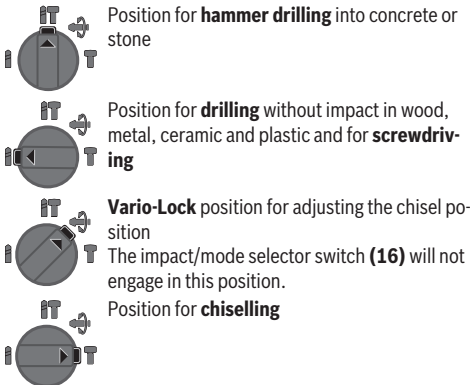 Position for hammer drilling into concrete or
stone
Position for drilling without impact in wood,
metal, ceramic and plastic and for screwdriv-
ing
Vario-Lock position for adjusting the chisel po-
sition
The impact/mode selector switch (16) will not
engage in this position.
Position for chiselling